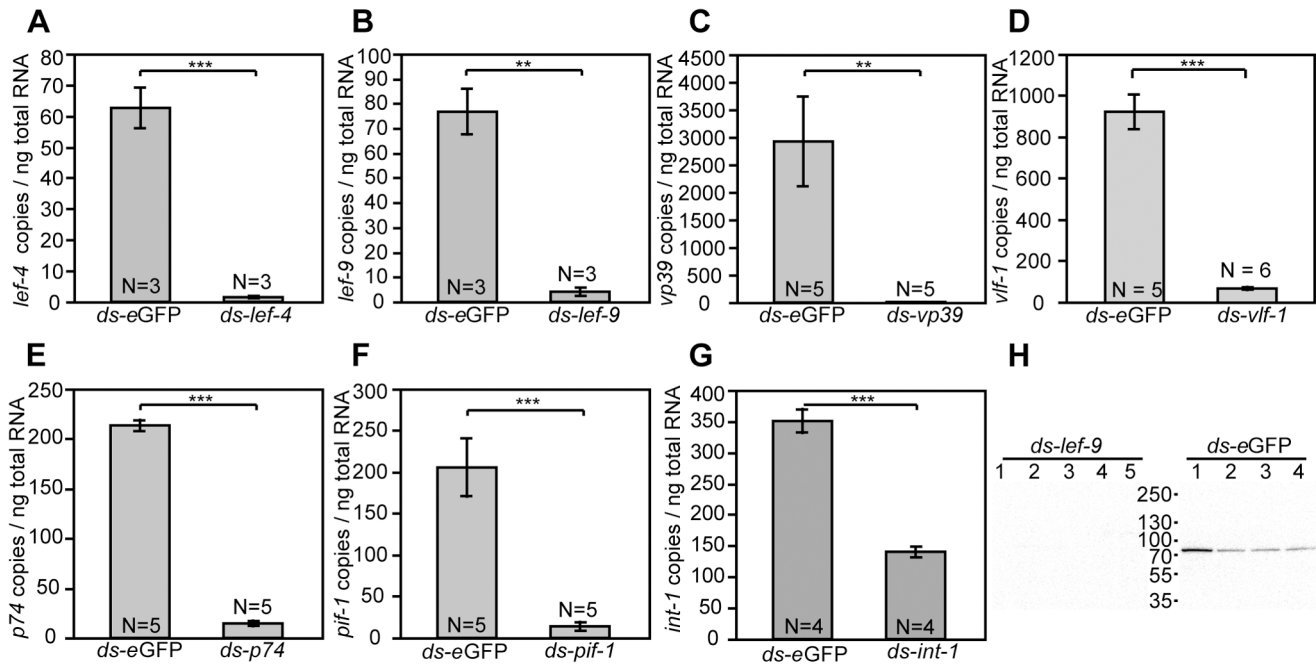 A
lef-4 copies / ng total RNA
80
70
60
50
40
30
20
10
0
***
N=3
N=3
ds-eGFP
ds-lef-4
B
lef-9 copies / ng total RNA
100
90
80
70
60
50
40
30
20
10
0
**
N=3
N=3
ds-eGFP
ds-lef-9
C
vp39 copies / ng total RNA
4500
4000
3500
3000
2500
2000
1500
1000
500
0
**
N=5
N=5
ds-eGFP
ds-vp39
D
vlf-1 copies / ng total RNA
1200
1000
800
600
400
200
0
***
N = 5
N = 6
ds-eGFP
ds-vlf-1
E
p74 copies / ng total RNA
250
200
150
100
50
0
***
N=5
N=5
ds-eGFP
ds-p74
F
pif-1 copies / ng total RNA
300
250
200
150
100
50
0
***
N=5
N=5
ds-eGFP
ds-pif-1
G
int-1 copies / ng total RNA
400
350
300
250
200
150
100
50
0
***
N=4
N=4
ds-eGFP
ds-int-1
H
ds-lef-9
1 2 3 4 5
ds-eGFP
1 2 3 4
250
130
100
70
55
35